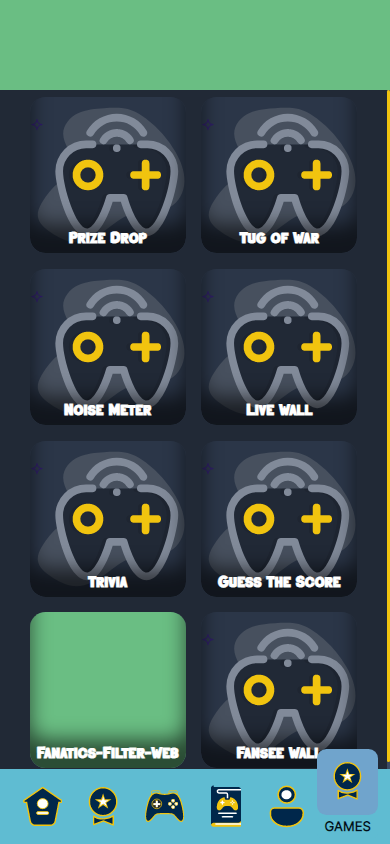 Prize Drop
Tug of War
Noise Meter
Live Wall
Trivia
Guess The Score
Fanatics-Filter-Web
FanSee Wall
GAMES